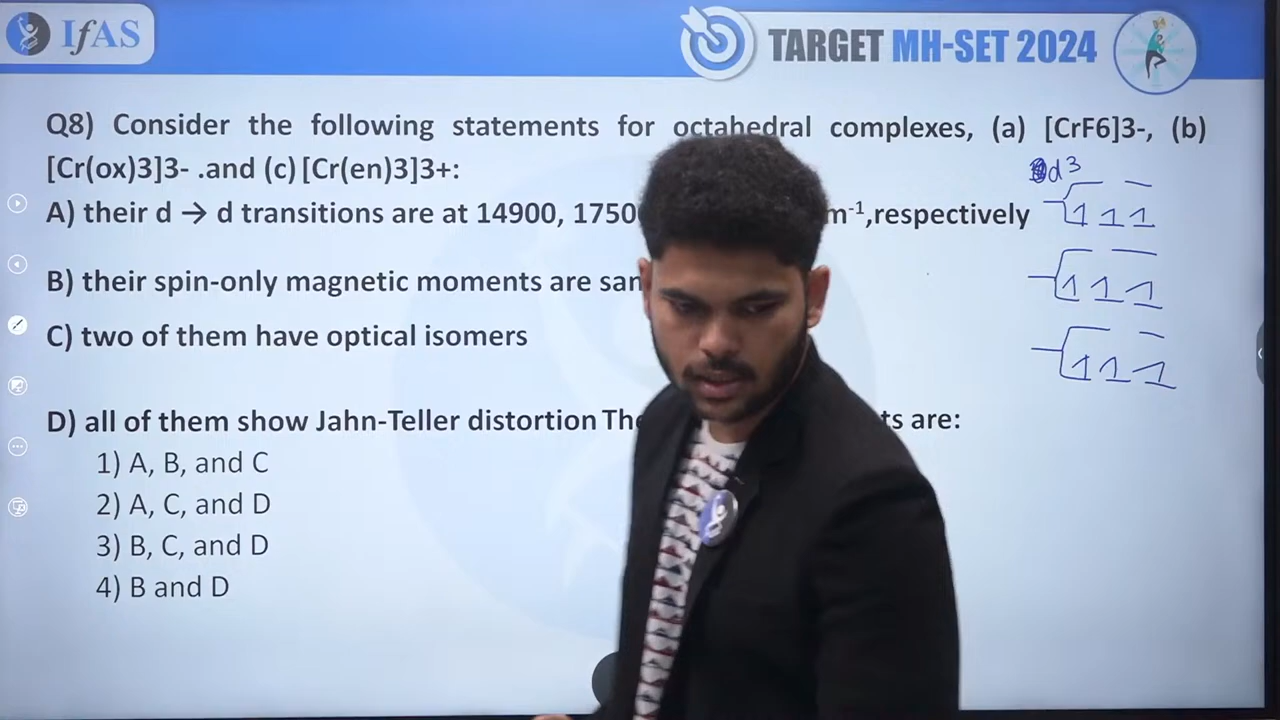 IfAS
TARGET MH-SET 2024
Q8) Consider the following statements for octahedral complexes, (a) [CrF6]3-, (b)
[Cr(ox)3]3- .and (c) [Cr(en)3]3+:
d3
A) their d → d transitions are at 14900, 1750 m-1,respectively
1 1 1
B) their spin-only magnetic moments are
1 1 1
C) two of them have optical isomers
1 1 1
D) all of them show Jahn-Teller distortion are:
1) A, B, and C
2) A, C, and D
3) B, C, and D
4) B and D